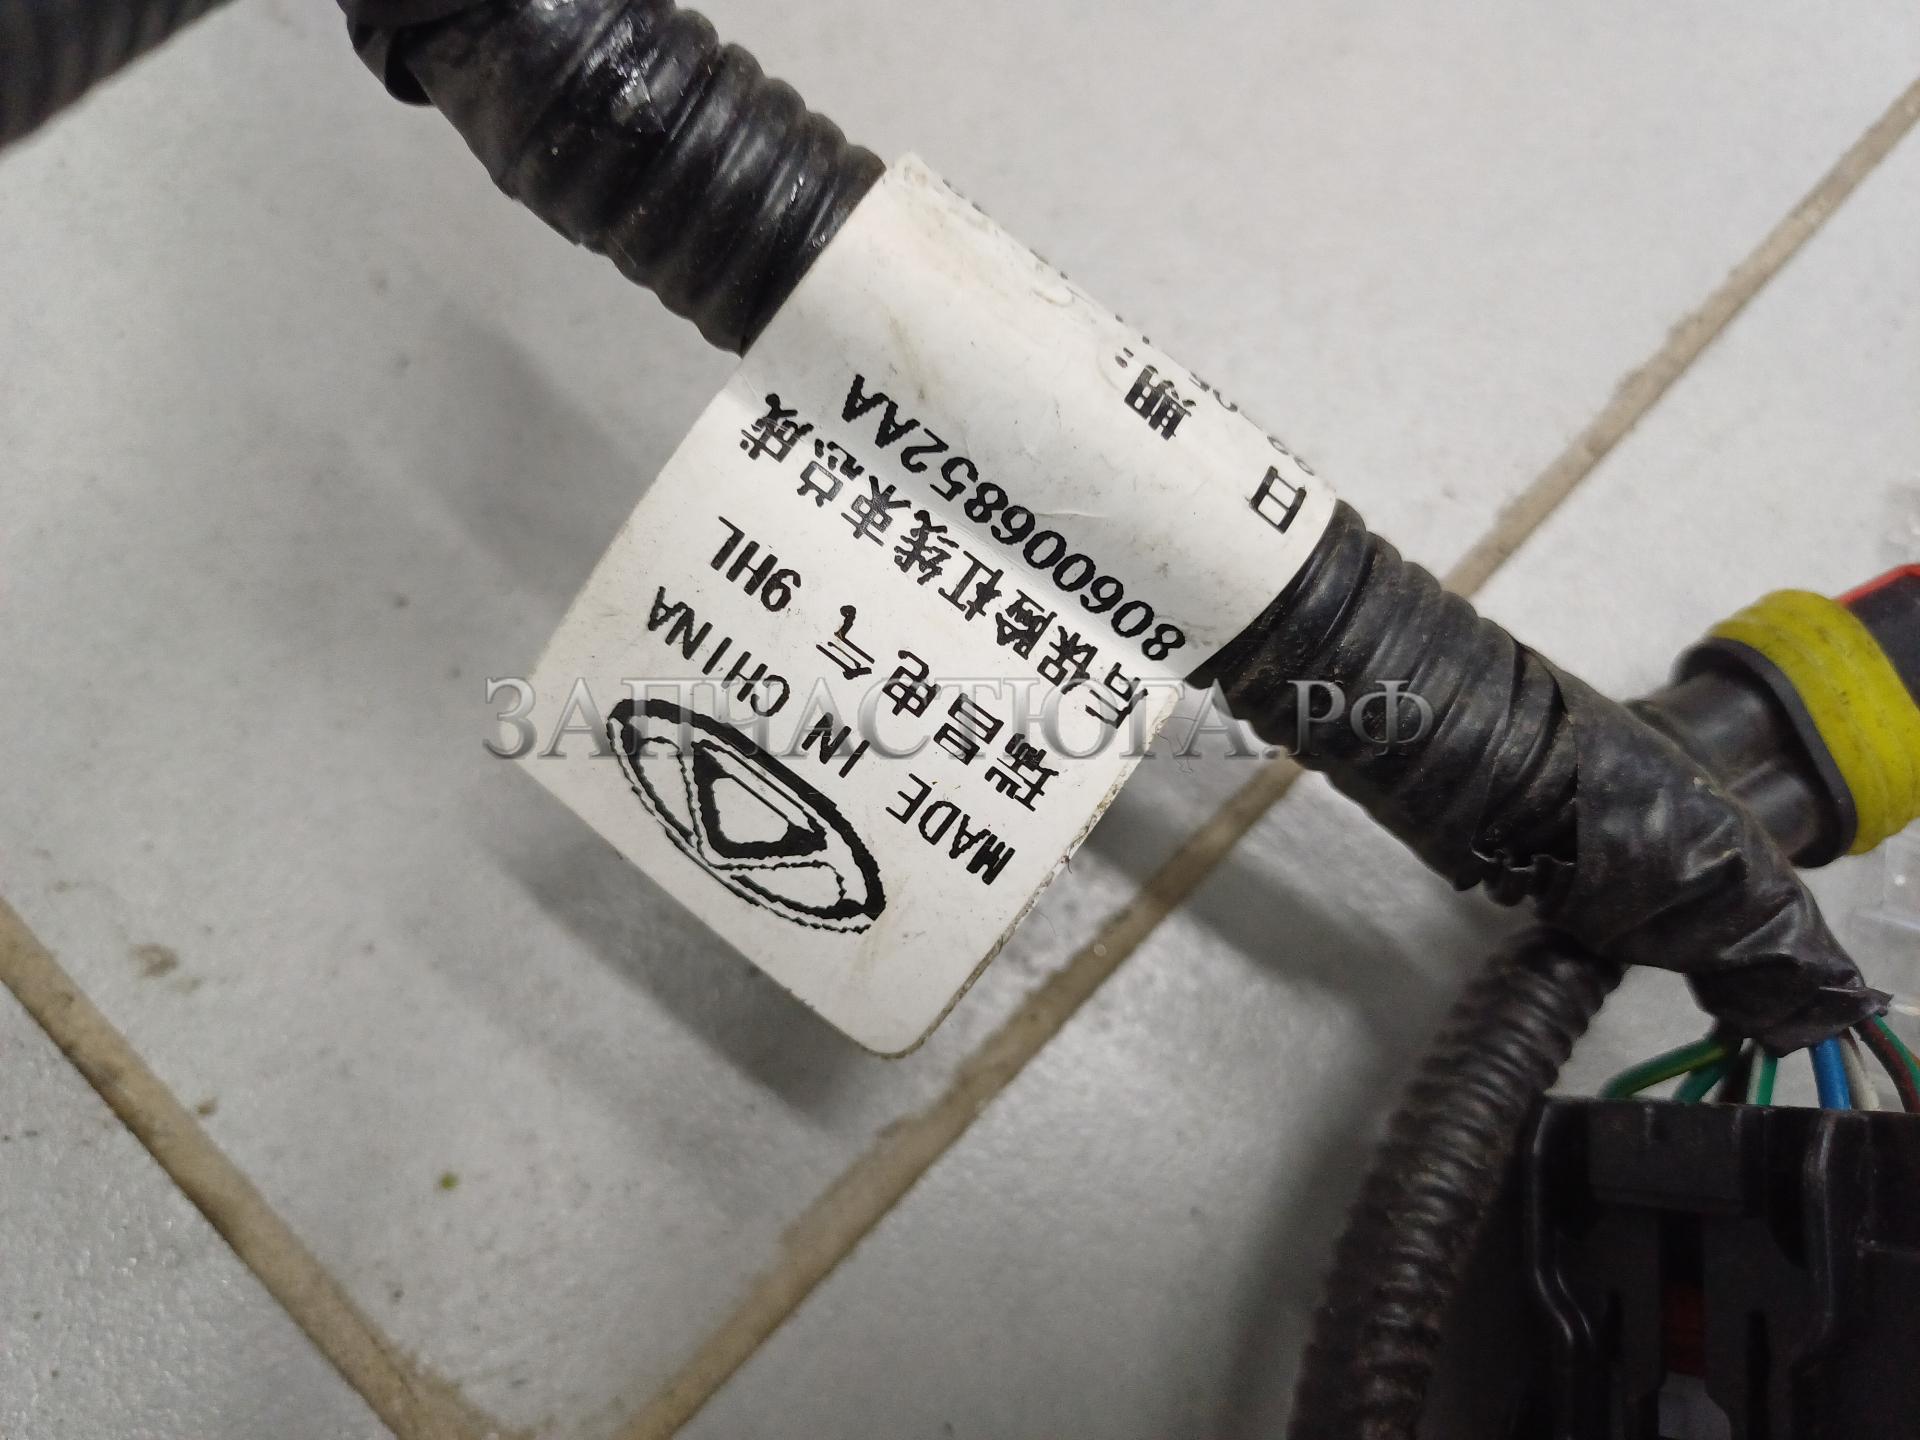 MADE IN CHINA
瑞昌电气 9HL
后保险杠线束总成
8060006852AA
日 期:
ЗАПЧАСТЮГА.РФ